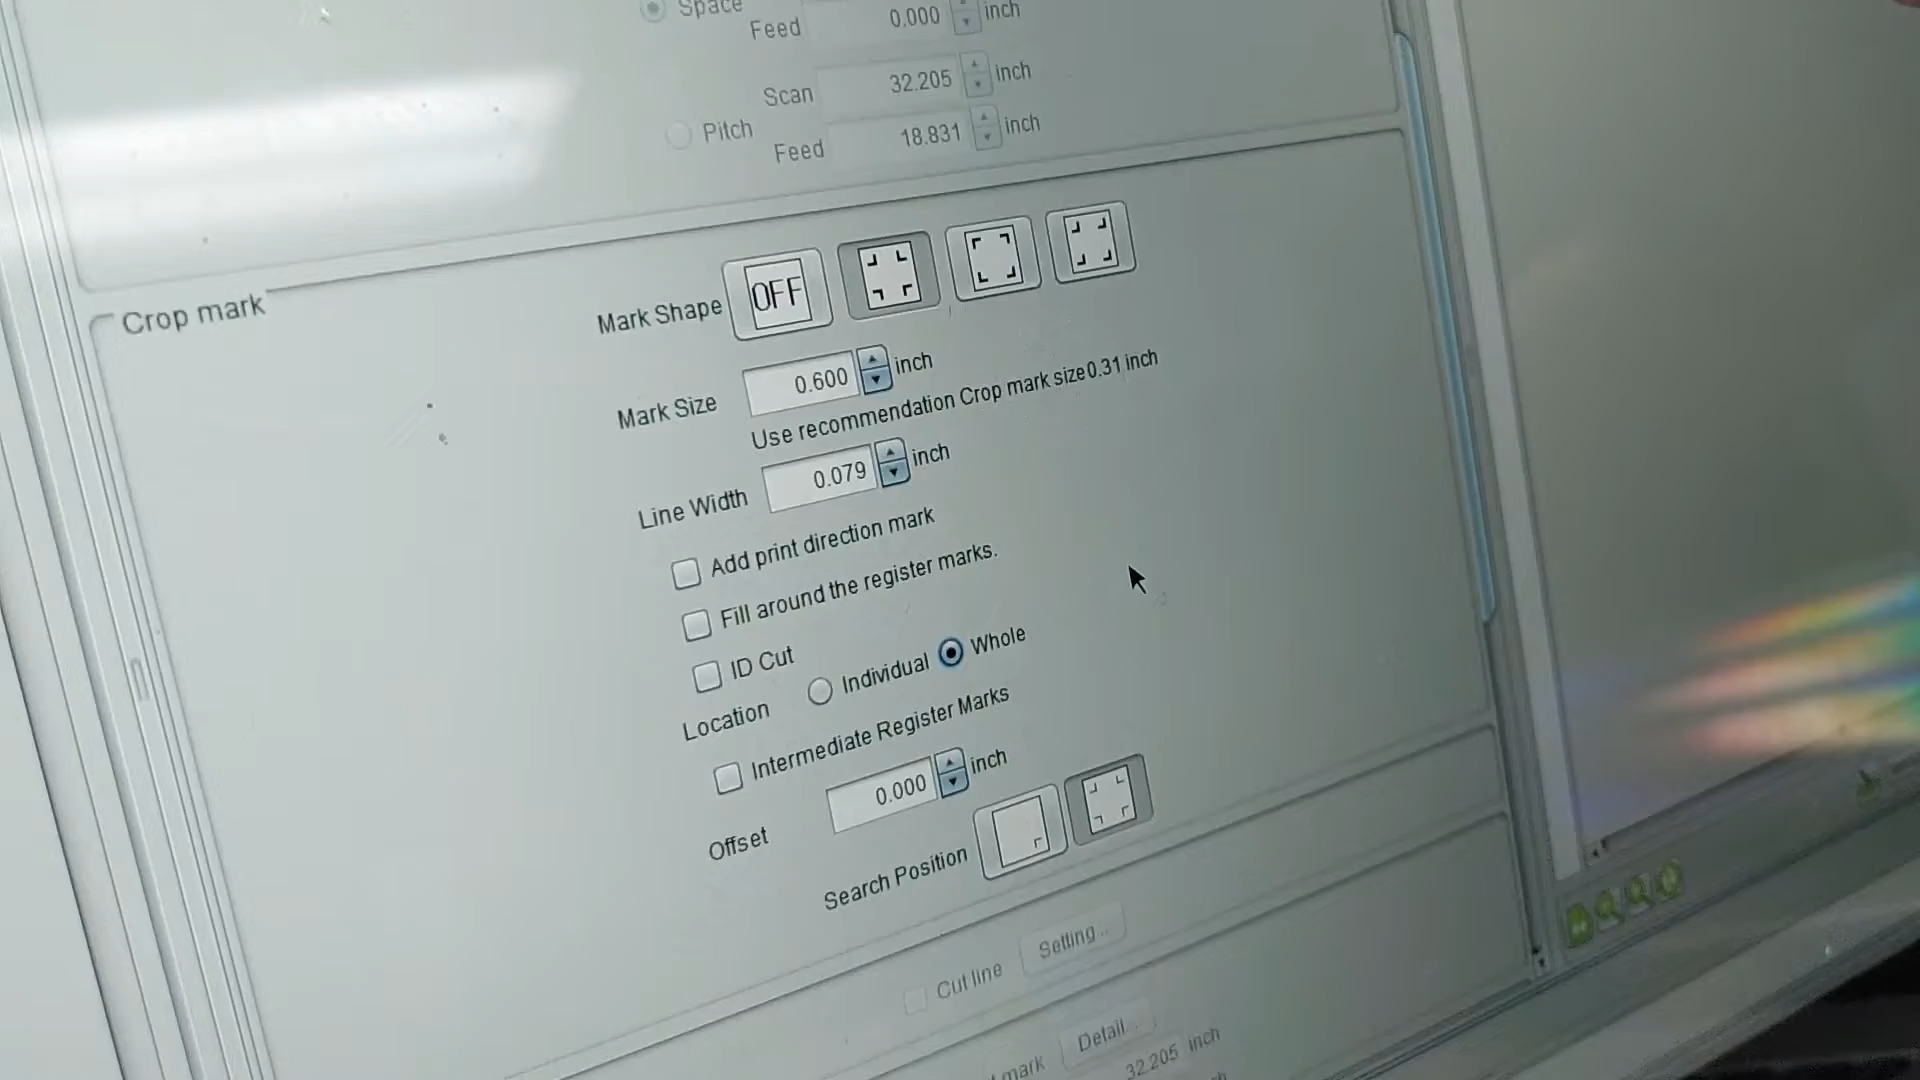 Space
Feed 0.000 inch
Scan 32.205 inch
Pitch
Feed 18.831 inch
Crop mark
Mark Shape OFF
Mark Size 0.600 inch
Use recommendation Crop mark size0.31 inch
Line Width 0.079 inch
Add print direction mark
Fill around the register marks.
ID Cut
Location Individual Whole
Intermediate Register Marks
Offset 0.000 inch
Search Position
Cut line Setting...
mark Detail...
32.205 inch